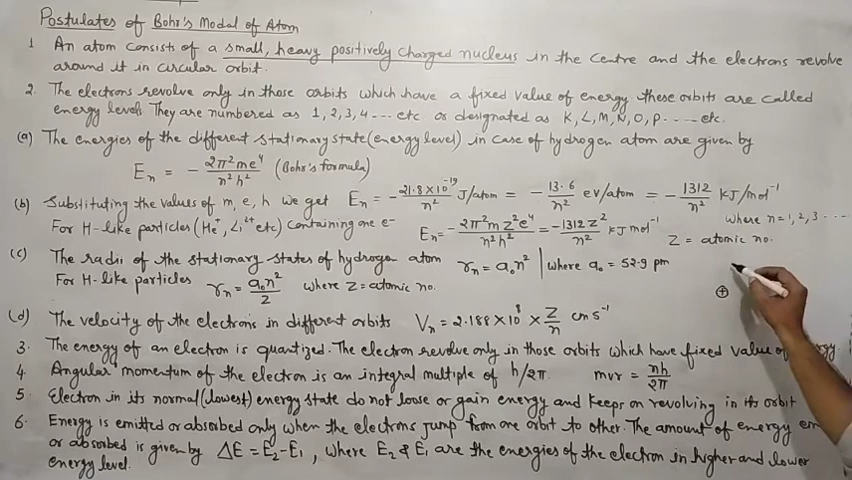 Postulates of Bohr's Modal of Atom
1 An atom consists of a small, heavy positively charged nucleus in the centre and the electrons revolve
around it in circular orbit.
2. The electrons revolve only in those orbits which have a fixed value of energy. These orbits are called
energy levels. They are numbered as 1, 2, 3, 4 ... etc or designated as K, L, M, N, O, P ..... etc.
(a) The energies of the different stationary state (energy level) in case of hydrogen atom are given by
Eₙ = - 2π²me⁴/n²h² (Bohr's formula)
(b) Substituting the values of m, e, h we get Eₙ = - 21.8×10⁻¹⁹/n² J/atom = - 13.6/n² ev/atom = - 1312/n² kJ/mol⁻¹
where n = 1, 2, 3 ....
For H-like particles (He⁺, Li²⁺ etc) containing one e⁻ Eₙ = - 2π²mz²e⁴/n²h² = - 1312z²/n² kJ mol⁻¹
Z = atomic no.
(c) The radii of the stationary states of hydrogen atom rₙ = a₀n² | where a₀ = 52.9 pm
For H-like particles rₙ = a₀n²/Z where Z = atomic no.
⊕
(d) The velocity of the electrons in different orbits Vₙ = 2.188×10⁸ × Z/n cm s⁻¹
3. The energy of an electron is quantized. The electron revolve only in those orbits which have fixed value of energy
4. Angular momentum of the electron is an integral multiple of h/2π. mvr = nh/2π
5. Electron in its normal (lowest) energy state do not loose or gain energy and keeps on revolving in its orbit
6. Energy is emitted or absorbed only when the electrons jump from one orbit to other. The amount of energy
or absorbed is given by ΔE = E₂-E₁, where E₂ & E₁ are the energies of the electron in higher and lower
energy level.